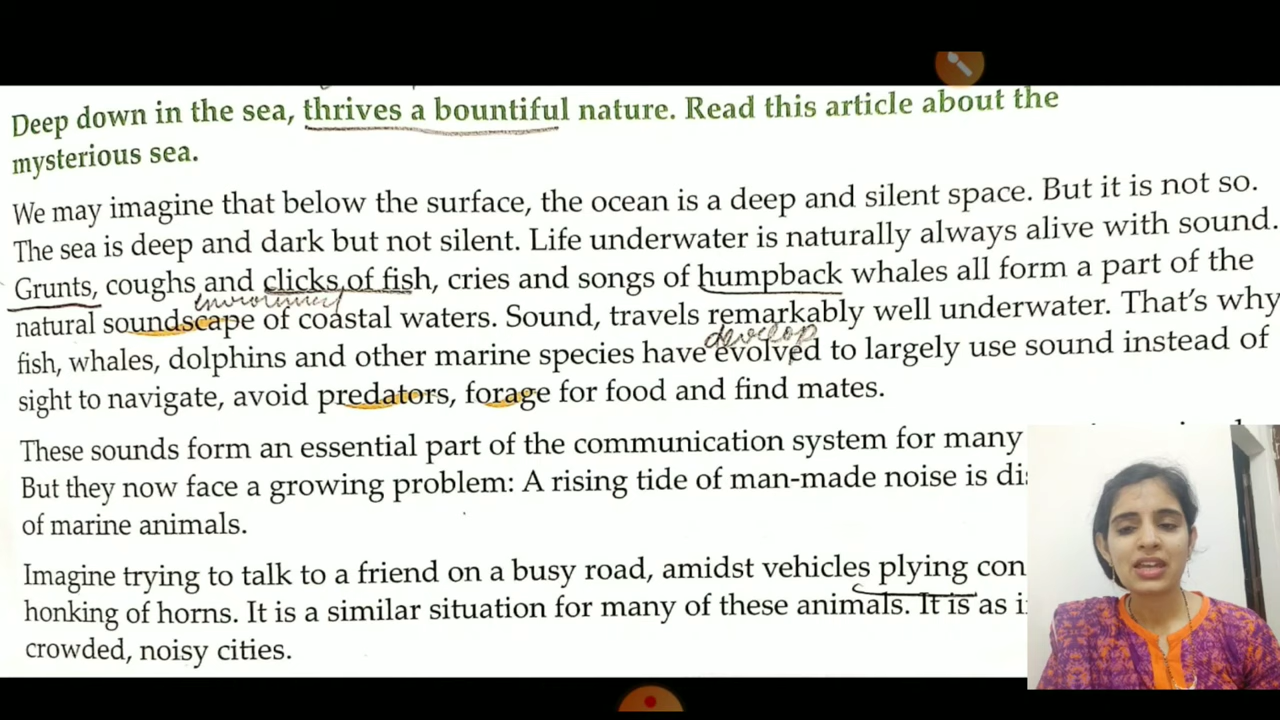 Deep down in the sea, thrives a bountiful nature. Read this article about the
mysterious sea.
We may imagine that below the surface, the ocean is a deep and silent space. But it is not so.
The sea is deep and dark but not silent. Life underwater is naturally always alive with sound.
Grunts, coughs and clicks of fish, cries and songs of humpback whales all form a part of the
environment
natural soundscape of coastal waters. Sound, travels remarkably well underwater. That's why
develop
fish, whales, dolphins and other marine species have evolved to largely use sound instead of
sight to navigate, avoid predators, forage for food and find mates.
These sounds form an essential part of the communication system for many
But they now face a growing problem: A rising tide of man-made noise is
of marine animals.
Imagine trying to talk to a friend on a busy road, amidst vehicles plying
honking of horns. It is a similar situation for many of these animals. It is as
crowded, noisy cities.